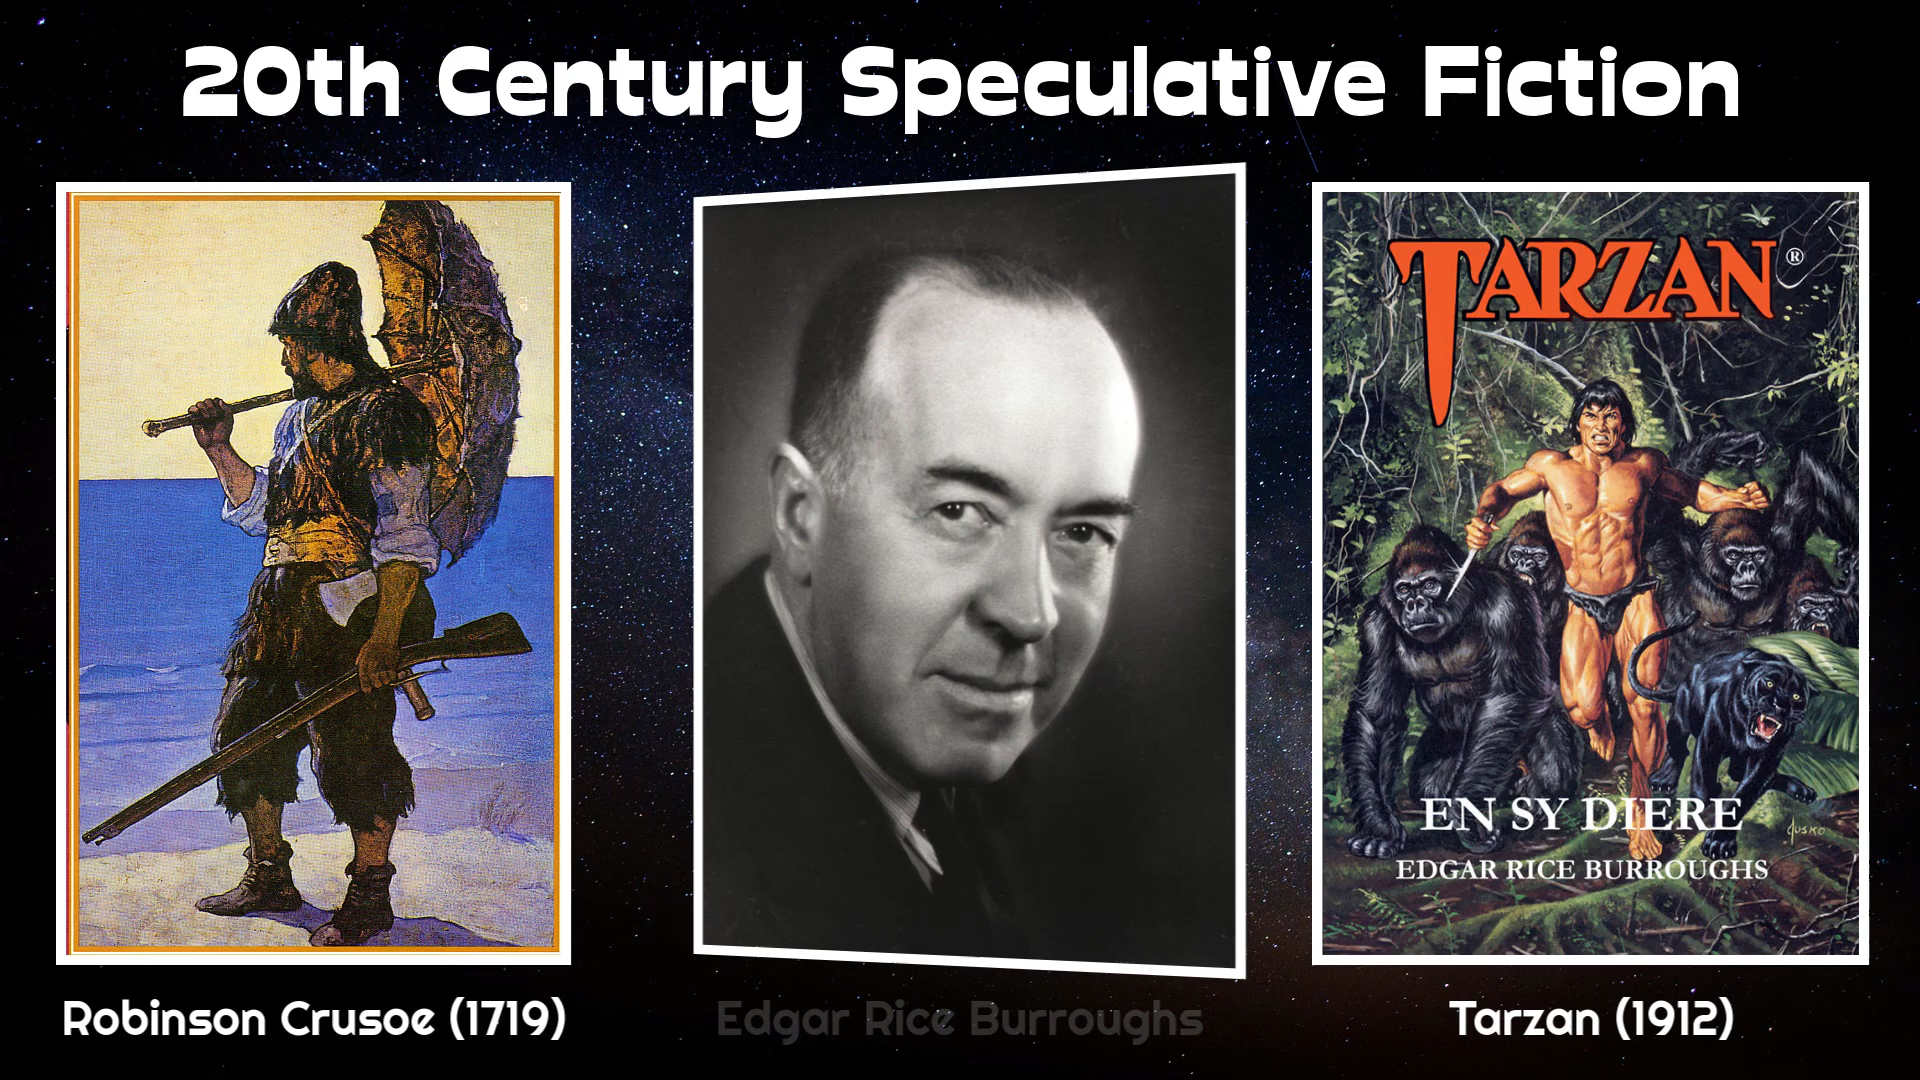 20th Century Speculative Fiction
TARZAN®
EN SY DIERE
JUSKO
EDGAR RICE BURROUGHS
Robinson Crusoe (1719)
Edgar Rice Burroughs
Tarzan (1912)